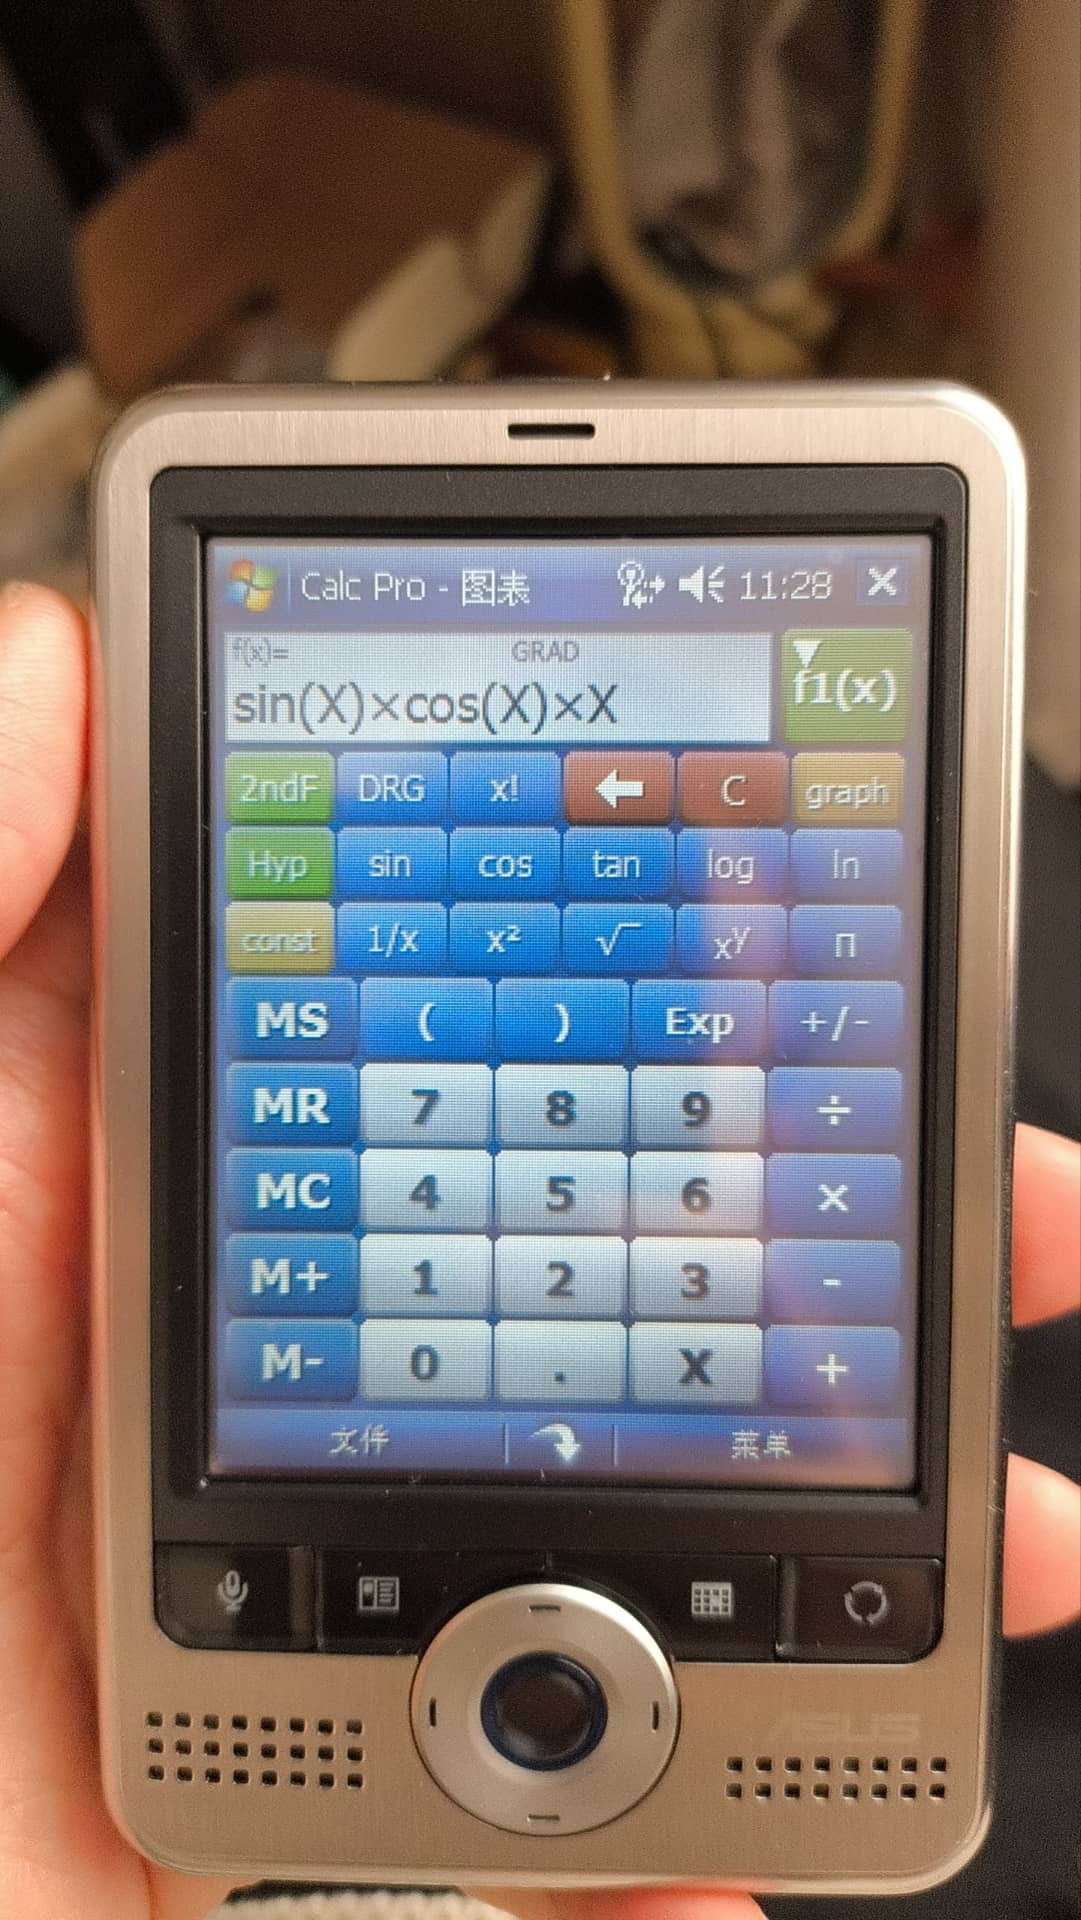 Calc Pro - 图表 11:28
f(x)= GRAD
sin(X)×cos(X)×X f1(x)
2ndF DRG x! ← C graph
Hyp sin cos tan log ln
const 1/x x² √ xʸ π
MS ( ) Exp +/-
MR 7 8 9 ÷
MC 4 5 6 ×
M+ 1 2 3 -
M- 0 . X +
文件 菜单
ASUS